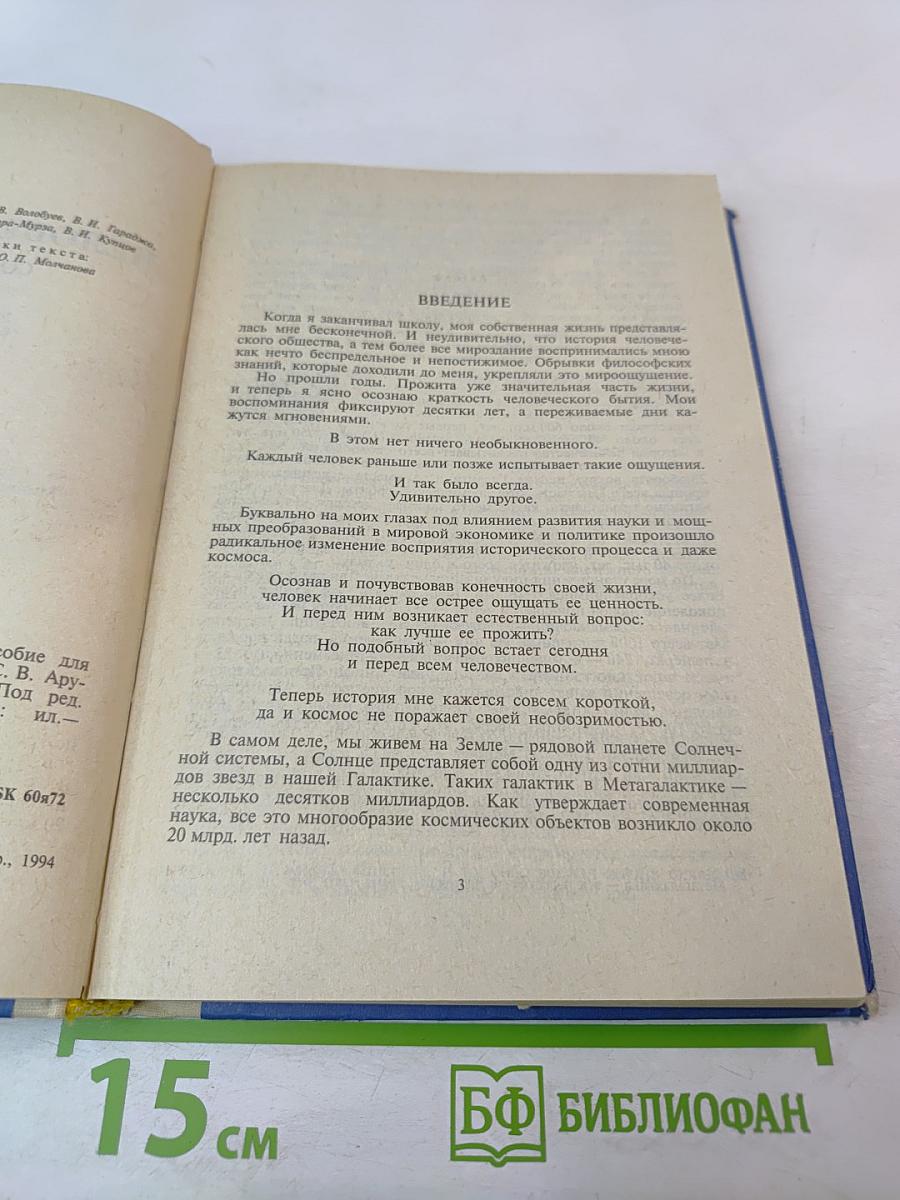 В. Волобуев, В. И. Гараджа,
ра-Мурза, В. И. Купцов
ки текста:
О. П. Молчанова
собие для
С. В. Ару-
Под ред.
: ил.—
БК 60я72
р., 1994
ВВЕДЕНИЕ
Когда я заканчивал школу, моя собственная жизнь представля-
лась мне бесконечной. И неудивительно, что история человече-
ского общества, а тем более все мироздание воспринимались мною
как нечто беспредельное и непостижимое. Обрывки философских
знаний, которые доходили до меня, укрепляли это мироощущение.
Но прошли годы. Прожита уже значительная часть жизни,
и теперь я ясно осознаю краткость человеческого бытия. Мои
воспоминания фиксируют десятки лет, а переживаемые дни ка-
жутся мгновениями.
В этом нет ничего необыкновенного.
Каждый человек раньше или позже испытывает такие ощущения.
И так было всегда.
Удивительно другое.
Буквально на моих глазах под влиянием развития науки и мощ-
ных преобразований в мировой экономике и политике произошло
радикальное изменение восприятия исторического процесса и даже
космоса.
Осознав и почувствовав конечность своей жизни,
человек начинает все острее ощущать ее ценность.
И перед ним возникает естественный вопрос:
как лучше ее прожить?
Но подобный вопрос встает сегодня
и перед всем человечеством.
Теперь история мне кажется совсем короткой,
да и космос не поражает своей необозримостью.
В самом деле, мы живем на Земле — рядовой планете Солнеч-
ной системы, а Солнце представляет собой одну из сотни миллиар-
дов звезд в нашей Галактике. Таких галактик в Метагалактике —
несколько десятков миллиардов. Как утверждает современная
наука, все это многообразие космических объектов возникло около
20 млрд. лет назад.
3
15 см
БФ БИБЛИОФАН